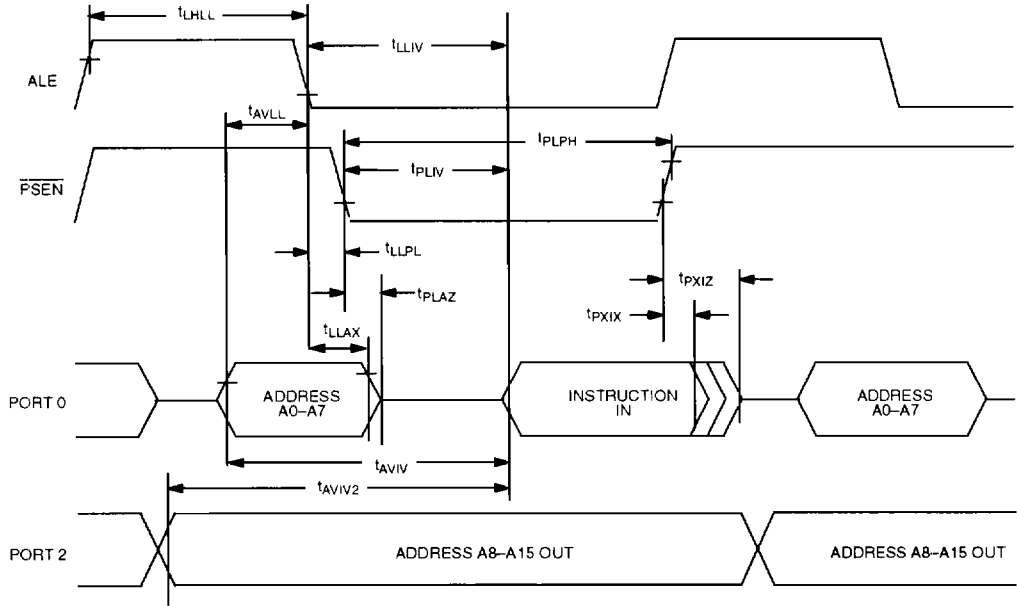 tLHLL
tLLIV
ALE
tAVLL
tPLPH
tPLIV
PSEN
tLLPL
tPXIZ
tPLAZ
tPXIX
tLLAX
PORT 0
ADDRESS
A0–A7
INSTRUCTION
IN
ADDRESS
A0–A7
tAVIV
tAVIV2
PORT 2
ADDRESS A8–A15 OUT
ADDRESS A8–A15 OUT